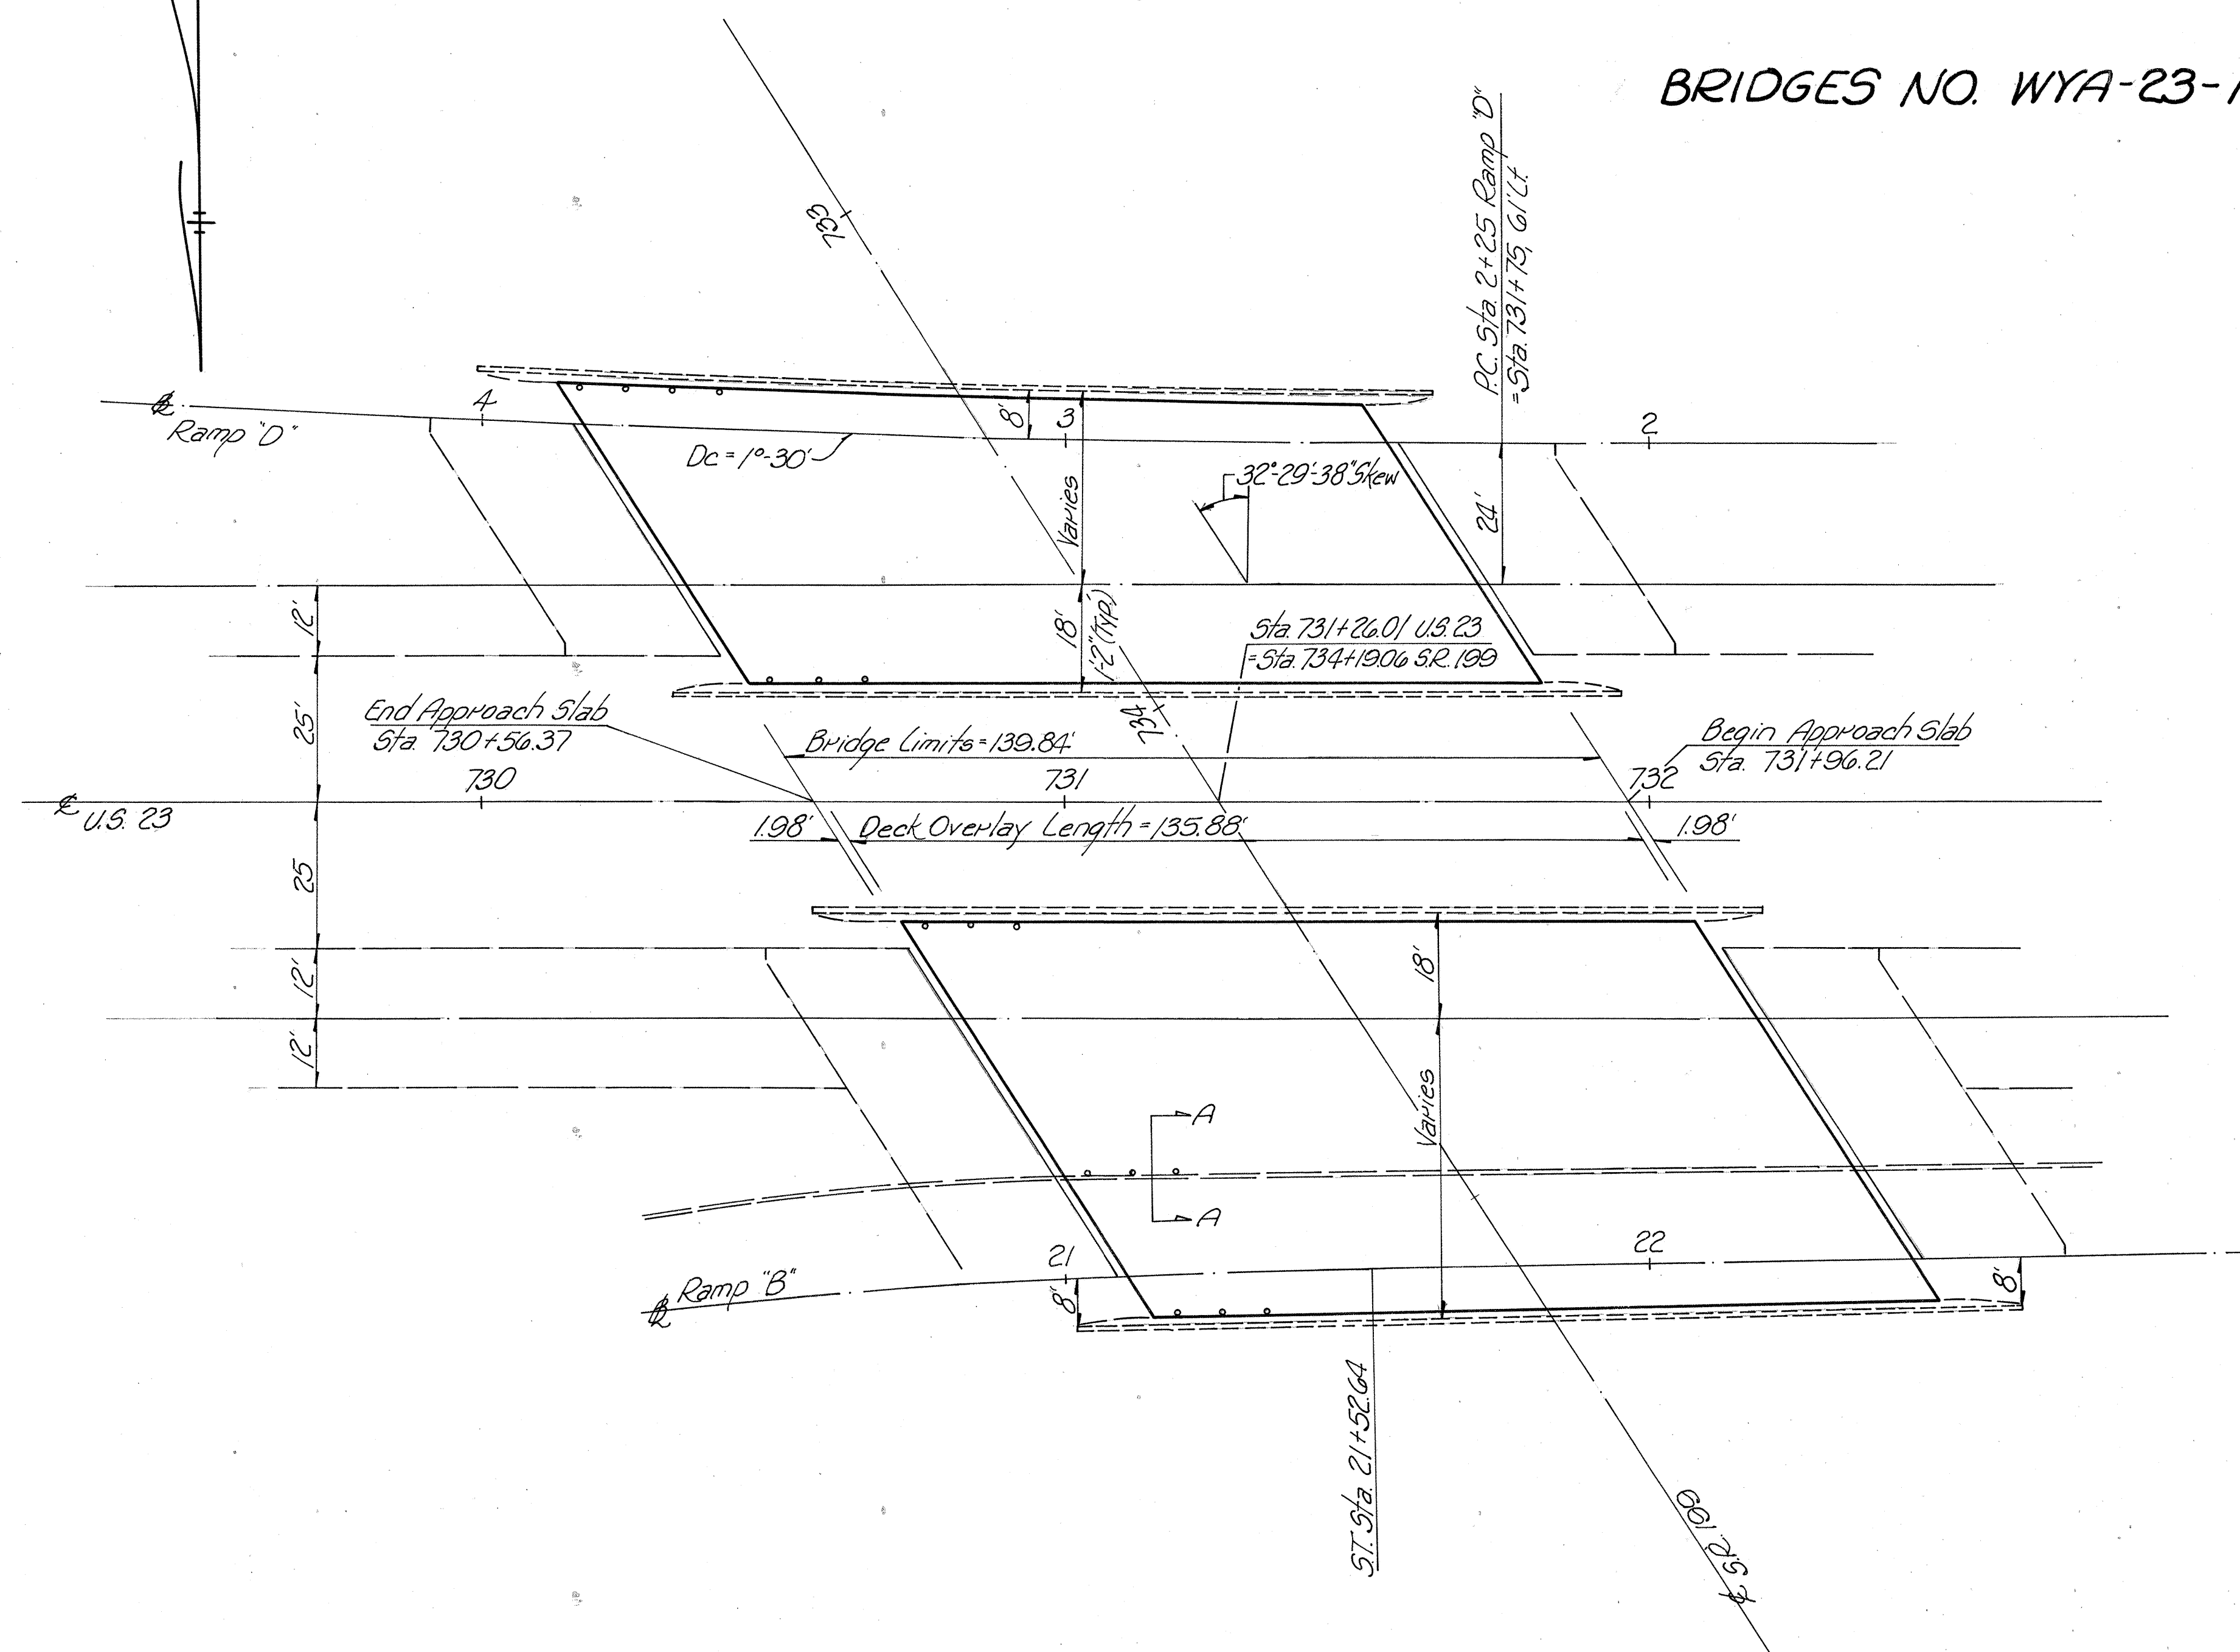 BRIDGES NO. WYA-23-1
P.C. Sta. 2+25 Ramp "D"
=Sta. 731+75, 61' Lt.
733
℄ Ramp "D"
4
3
2
8'
Dc = 1°-30'
Varies
32°-29'-38" Skew
24'
12'
18'
1'-2" (Typ.)
Sta. 731+26.01 U.S. 23
=Sta. 734+19.06 S.R. 199
25'
End Approach Slab
Sta. 730+56.37
734
Bridge Limits = 139.84'
Begin Approach Slab
Sta. 731+96.21
730
731
732
℄ U.S. 23
1.98'
Deck Overlay Length = 135.88'
1.98'
25
12'
18'
12'
Varies
A
A
21
22
℄ Ramp "B"
8'
8'
S.T. Sta. 21+52.64
℄ S.R. 199